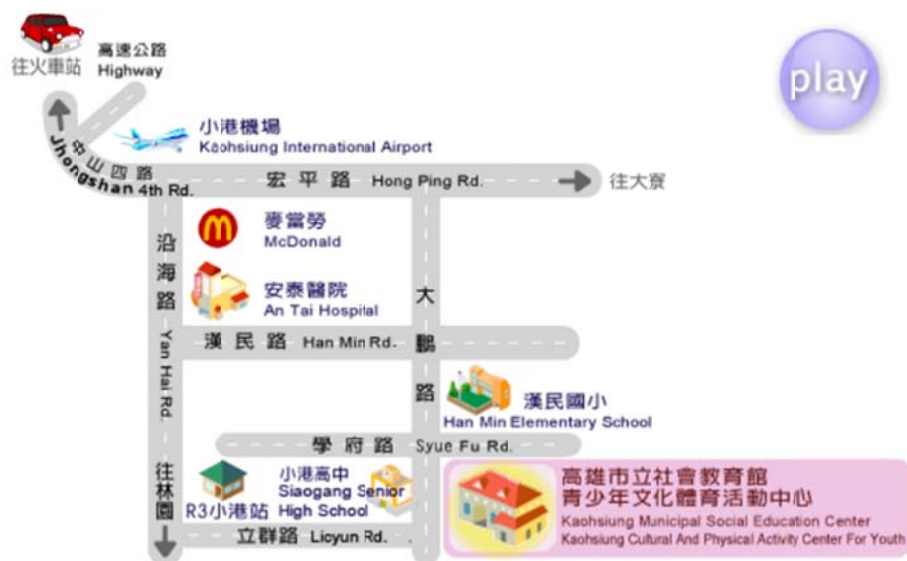 高速公路
Highway
往火車站
play
小港機場
Kaohsiung International Airport
中山四路
Jhongshan 4th Rd.
宏平路 Hong Ping Rd.
往大寮
麥當勞
McDonald
沿海路 Yan Hai Rd.
安泰醫院
An Tai Hospital
大鵬路
漢民路 Han Min Rd.
漢民國小
Han Min Elementary School
學府路 Syue Fu Rd.
往林園
R3小港站
小港高中
Siaogang Senior
High School
高雄市立社會教育館
青少年文化體育活動中心
Kaohsiung Municipal Social Education Center
Kaohsiung Cultural And Physical Activity Center For Youth
立群路 Licyun Rd.